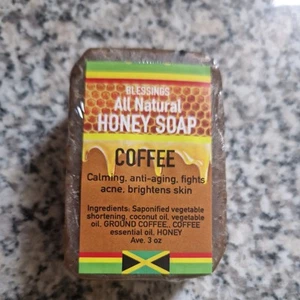 BLESSINGS
All Natural
HONEY SOAP
COFFEE
Calming, anti-aging, fights
acne, brightens skin
Ingredients: Saponified vegetable
shortening, coconut oil, vegetable
oil, GROUND COFFEE,, COFFEE
essential oil, HONEY
Ave. 3 oz